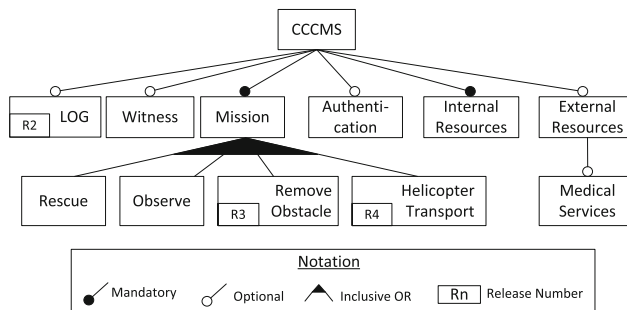 CCCMS
LOG
R2
Witness
Mission
Authenti-
cation
Internal
Resources
External
Resources
Rescue
Observe
Remove
Obstacle
R3
Helicopter
Transport
R4
Medical
Services
Notation
Mandatory
Optional
Inclusive OR
Rn
Release Number